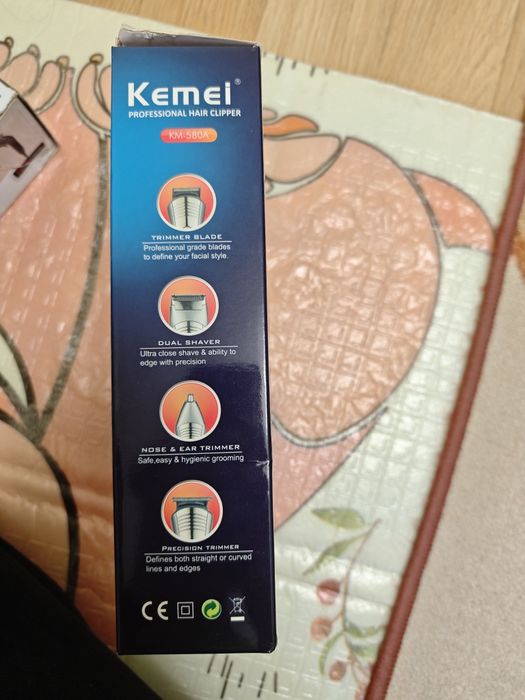 Kemei®
PROFESSIONAL HAIR CLIPPER
KM-580A
TRIMMER BLADE
Professional grade blades
to define your facial style.
DUAL SHAVER
Ultra close shave & ability to
edge with precision
NOSE & EAR TRIMMER
Safe,easy & hygienic grooming
PRECISION TRIMMER
Defines both straight or curved
lines and edges
CE